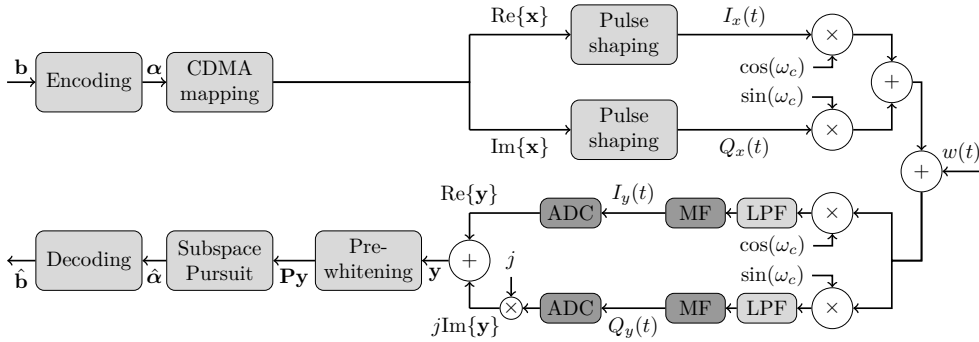 Re{x}
Pulse
shaping
I_x(t)
×
b
Encoding
α
CDMA
mapping
cos(ω_c)
+
sin(ω_c)
Im{x}
Pulse
shaping
Q_x(t)
×
w(t)
+
Re{y}
ADC
I_y(t)
MF
LPF
×
cos(ω_c)
b̂
Decoding
α̂
Subspace
Pursuit
Py
Pre-
whitening
y
+
j
sin(ω_c)
jIm{y}
×
ADC
Q_y(t)
MF
LPF
×